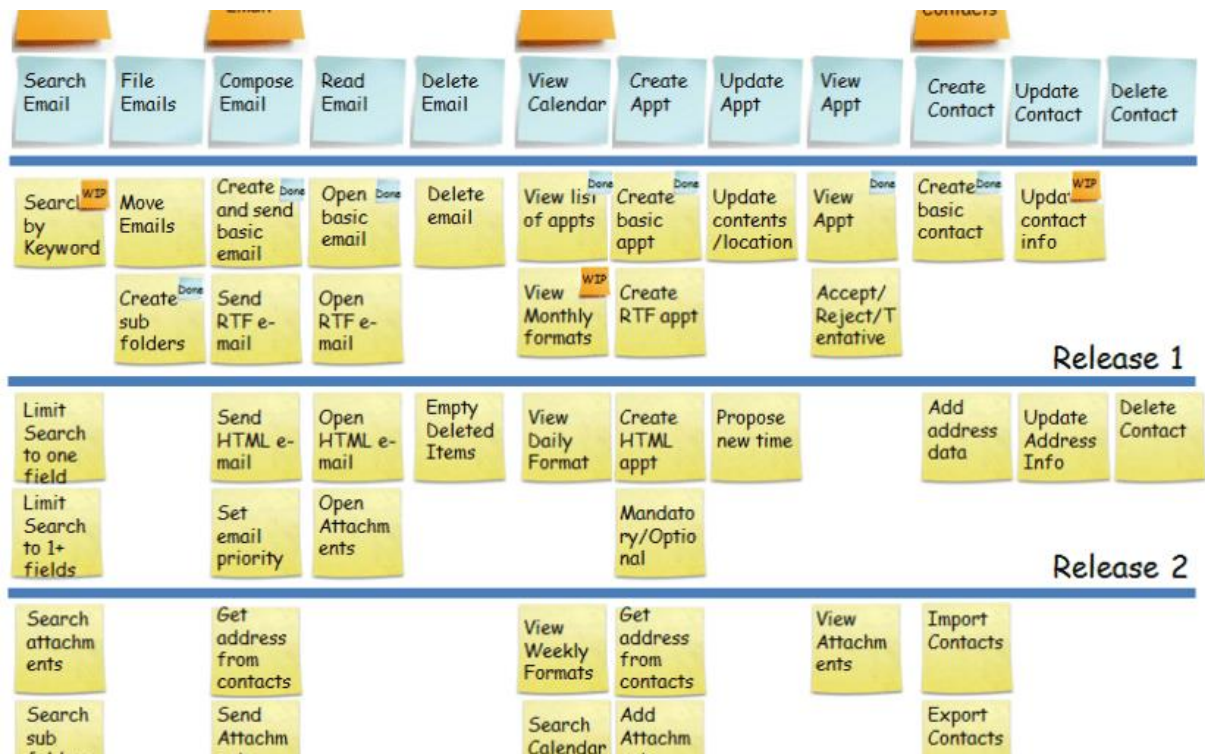 Email
Contacts
Search
Email
File
Emails
Compose
Email
Read
Email
Delete
Email
View
Calendar
Create
Appt
Update
Appt
View
Appt
Create
Contact
Update
Contact
Delete
Contact
WIP
by
Keyword
Move
Emails
Create Done
and send
basic
email
Open Done
basic
email
Delete
email
Done
View list
of appts
Done
Create
basic
appt
Update
contents
/location
Done
View
Appt
Create Done
basic
contact
WIP
contact
info
Create Done
sub
folders
Send
RTF e-
mail
Open
RTF e-
mail
View WIP
Monthly
formats
Create
RTF appt
Accept/
Reject/T
entative
Release 1
Limit
Search
to one
field
Send
HTML e-
mail
Open
HTML e-
mail
Empty
Deleted
Items
View
Daily
Format
Create
HTML
appt
Propose
new time
Add
address
data
Update
Address
Info
Delete
Contact
Limit
Search
to 1+
fields
Set
email
priority
Open
Attachm
ents
Mandato
ry/Optio
nal
Release 2
Search
attachm
ents
Get
address
from
contacts
View
Weekly
Formats
Get
address
from
contacts
View
Attachm
ents
Import
Contacts
Search
sub
Send
Attachm
Search
Calendar
Add
Attachm
Export
Contacts